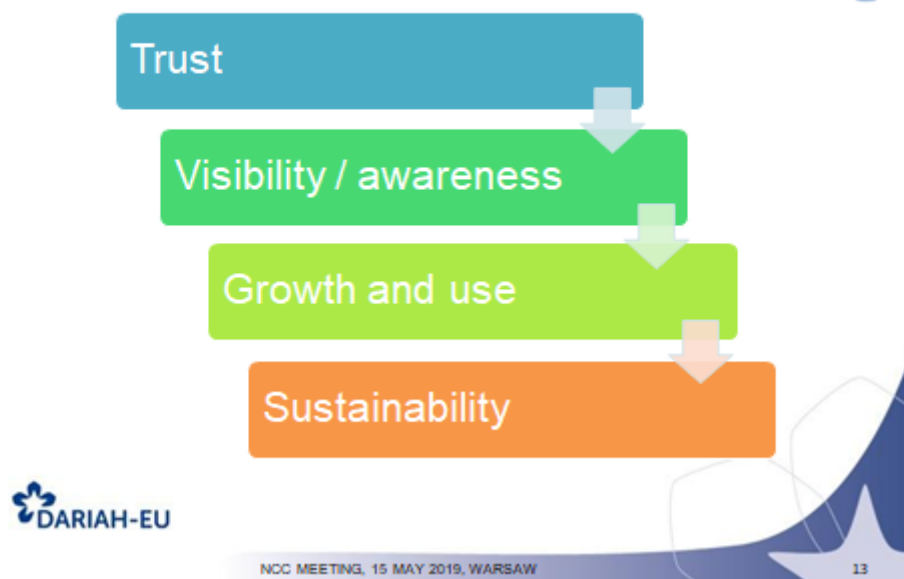 Trust
Visibility / awareness
Growth and use
Sustainability
DARIAH-EU
NCC MEETING, 15 MAY 2019, WARSAW
13